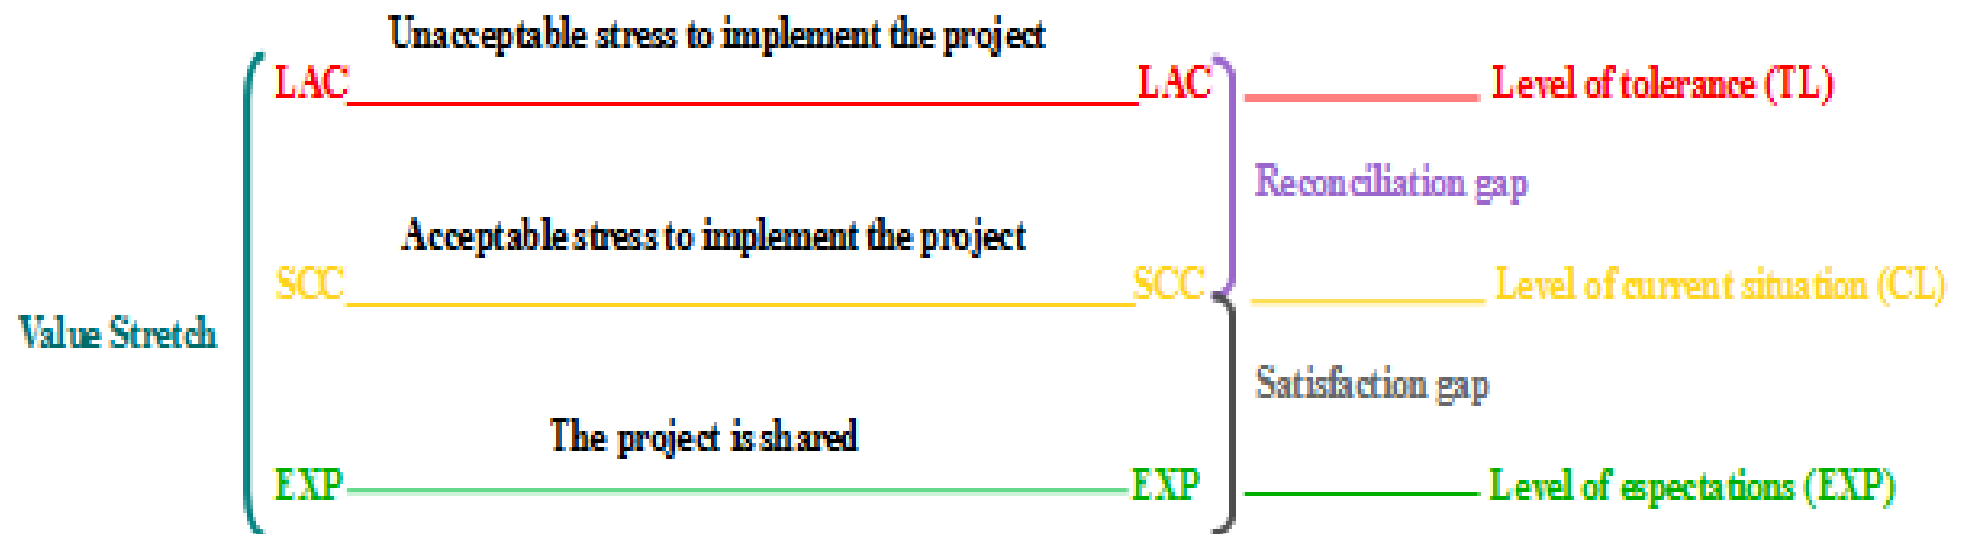 Unacceptable stress to implement the project
LAC LAC Level of tolerance (TL)
Reconciliation gap
Acceptable stress to implement the project
SCC SCC Level of current situation (CL)
Value Stretch
Satisfaction gap
The project is shared
EXP EXP Level of espectations (EXP)